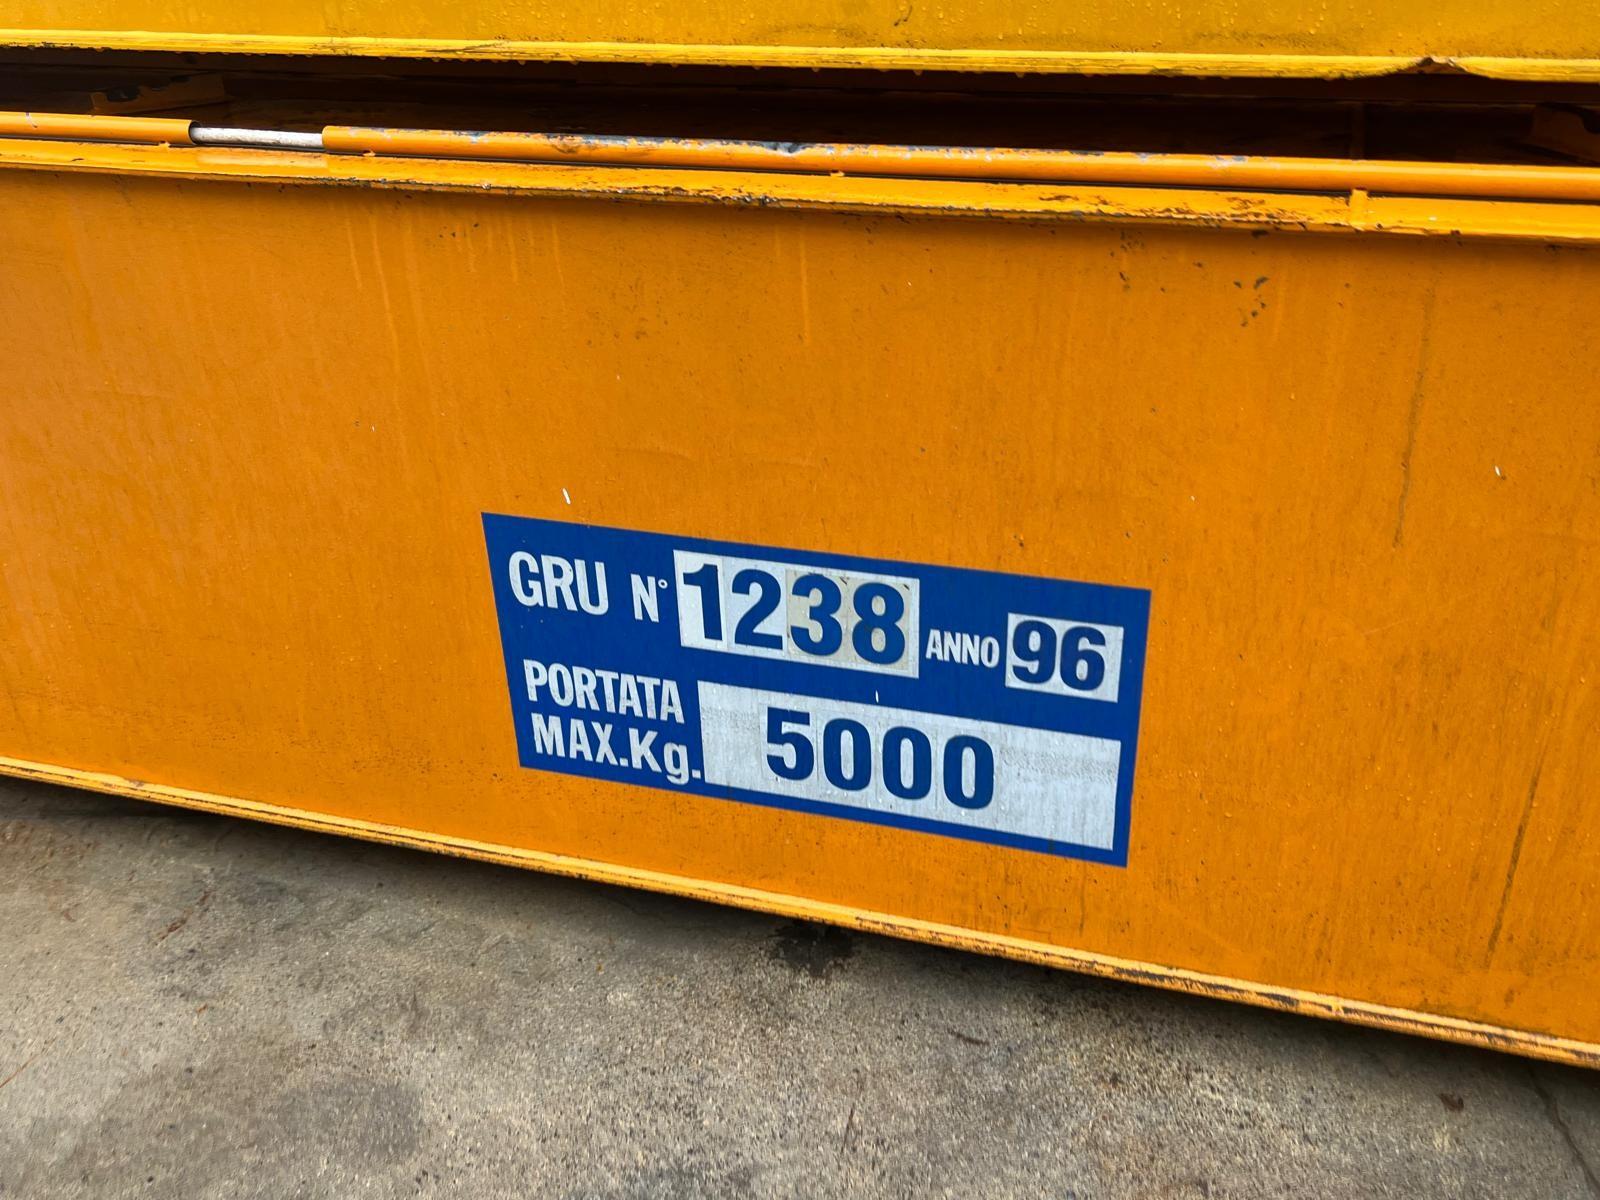 GRU N° 1238 ANNO 96
PORTATA
MAX.Kg. 5000